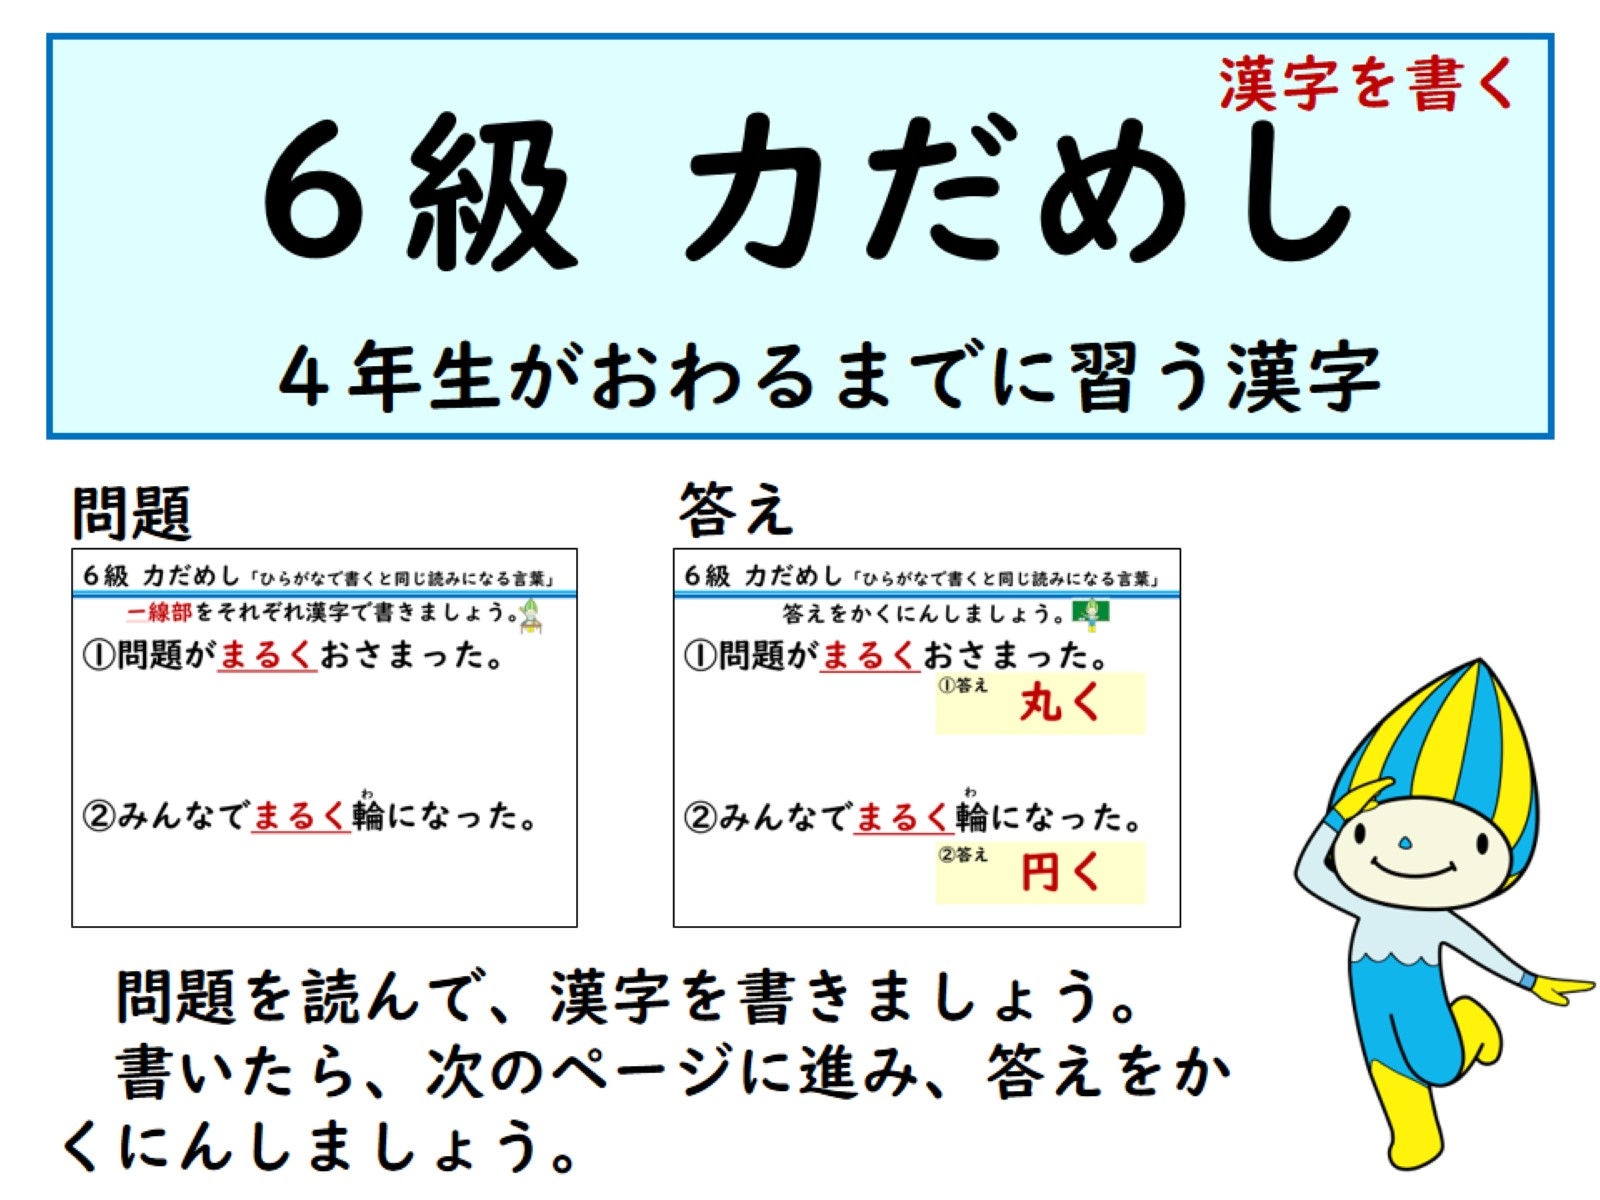 漢字を書く
６級 力だめし
４年生がおわるまでに習う漢字
問題
６級 力だめし「ひらがなで書くと同じ読みになる言葉」
―線部をそれぞれ漢字で書きましょう。
①問題がまるくおさまった。
わ
②みんなでまるく輪になった。
答え
６級 力だめし「ひらがなで書くと同じ読みになる言葉」
答えをかくにんしましょう。
①問題がまるくおさまった。
①答え 丸く
わ
②みんなでまるく輪になった。
②答え 円く
問題を読んで、漢字を書きましょう。
書いたら、次のページに進み、答えをか
くにんしましょう。